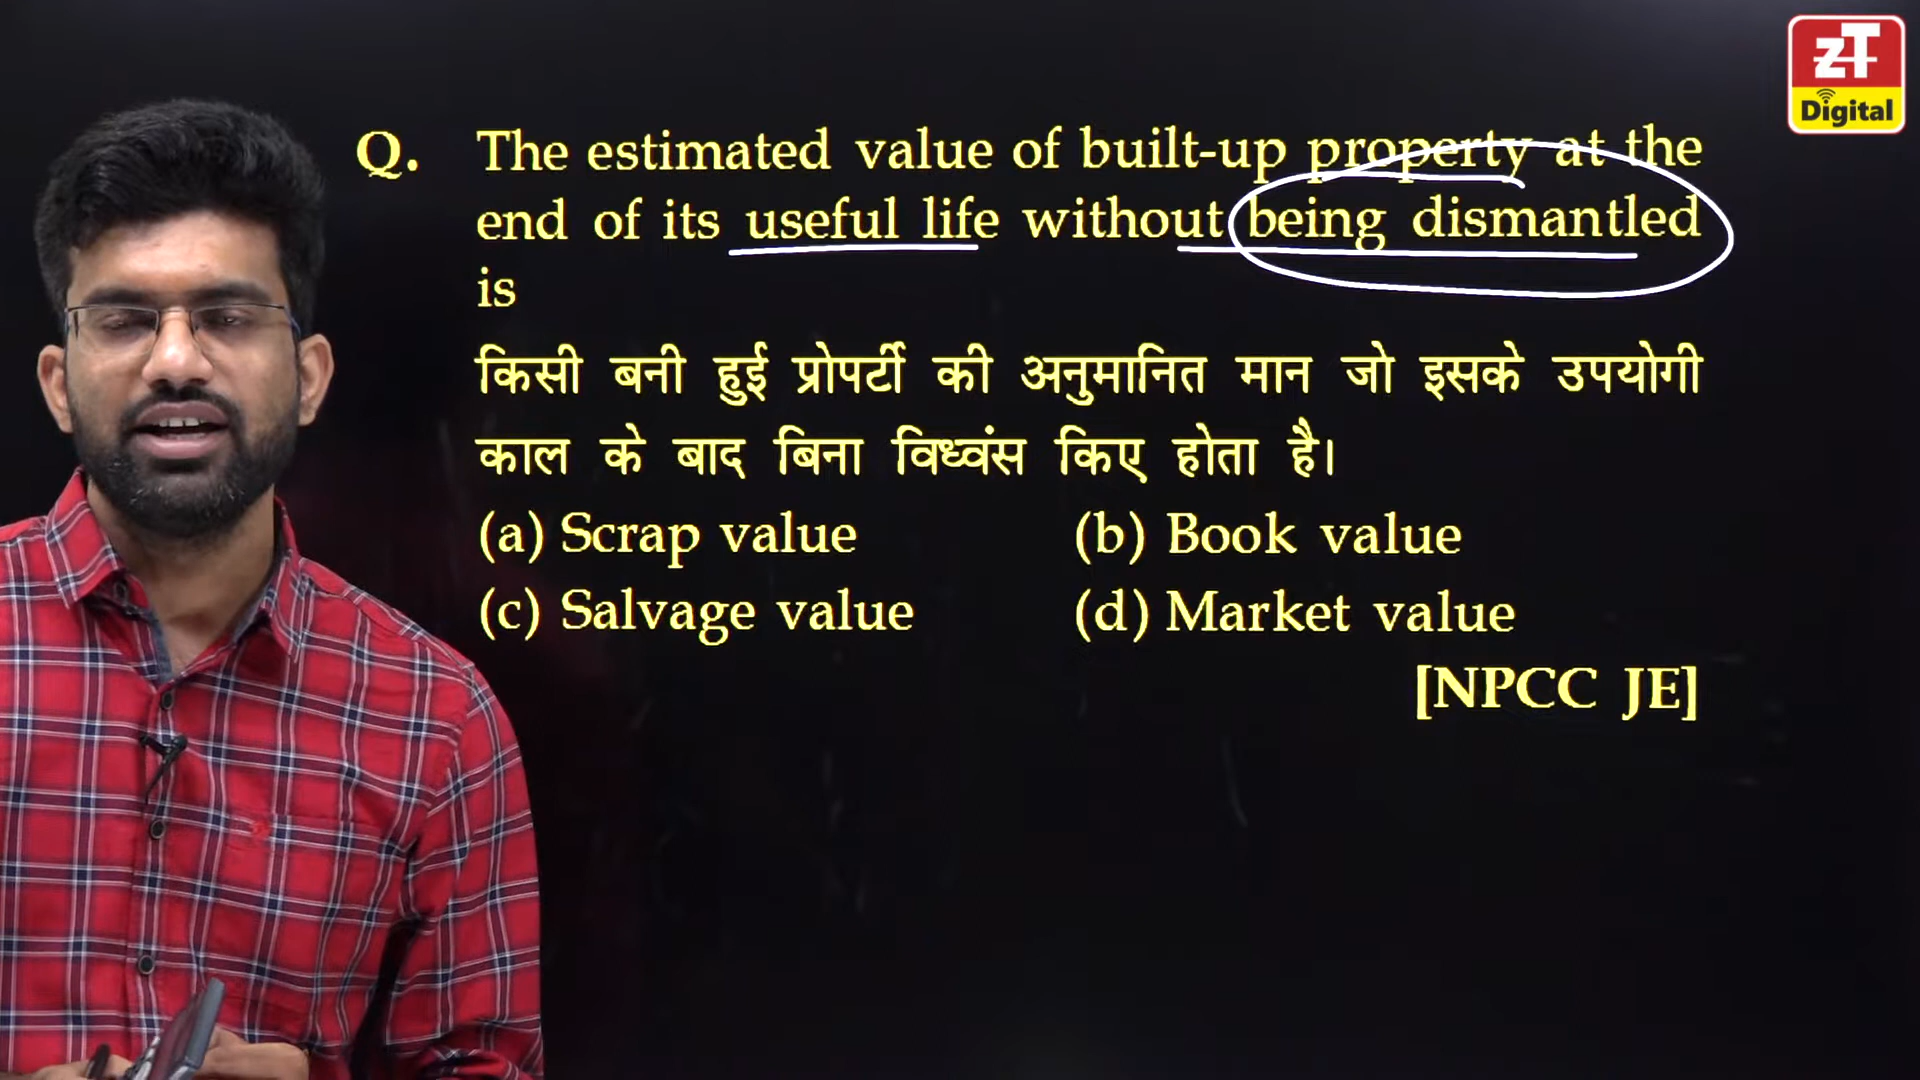 zT
Digital
Q. The estimated value of built-up property at the
end of its useful life without being dismantled
is
किसी बनी हुई प्रोपर्टी की अनुमानित मान जो इसके उपयोगी
काल के बाद बिना विध्वंस किए होता है।
(a) Scrap value (b) Book value
(c) Salvage value (d) Market value
[NPCC JE]